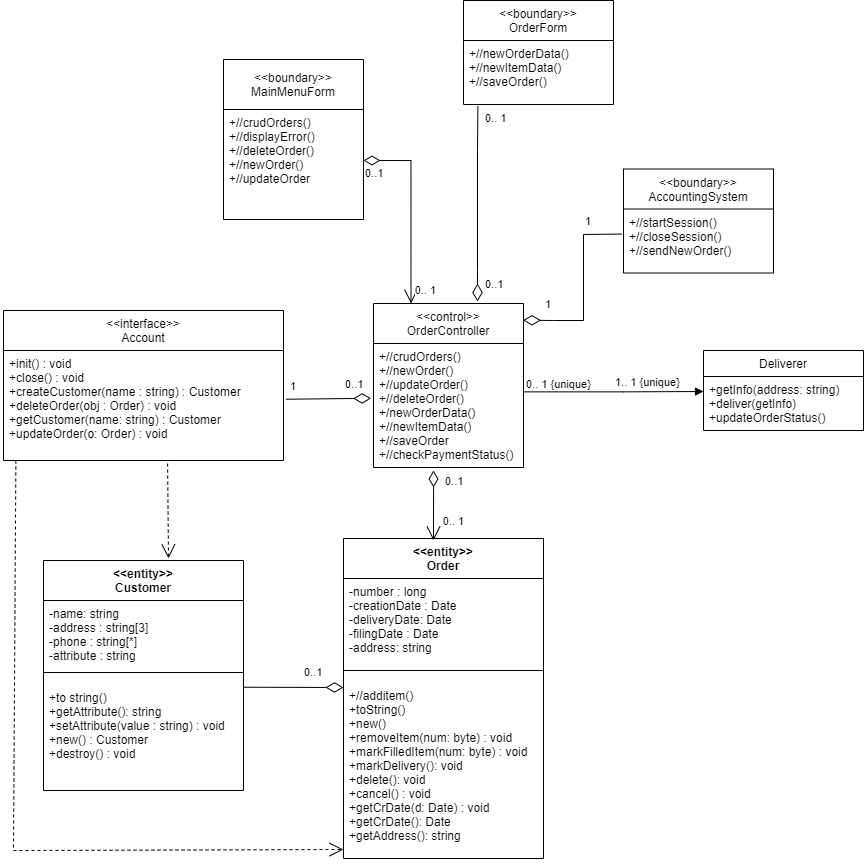 <<boundary>>
OrderForm
+//newOrderData()
+//newItemData()
+//saveOrder()
0.. 1
<<boundary>>
MainMenuForm
+//crudOrders()
+//displayError()
+//deleteOrder()
+//newOrder()
+//updateOrder
0..1
<<boundary>>
AccountingSystem
+//startSession()
+//closeSession()
+//sendNewOrder()
1
0.. 1
0..1
1
<<control>>
OrderController
+//crudOrders()
+//newOrder()
+//updateOrder()
+//deleteOrder()
+//newOrderData()
+//newItemData()
+//saveOrder
+//checkPaymentStatus()
<<interface>>
Account
+init() : void
+close() : void
+createCustomer(name : string) : Customer
+deleteOrder(obj : Order) : void
+getCustomer(name: string) : Customer
+updateOrder(o: Order) : void
1
0..1
0.. 1 {unique}
1.. 1 {unique}
Deliverer
+getInfo(address: string)
+deliver(getInfo)
+updateOrderStatus()
0..1
0.. 1
<<entity>>
Order
-number : long
-creationDate : Date
-deliveryDate: Date
-filingDate : Date
-address: string
+//additem()
+toString()
+new()
+removeItem(num: byte) : void
+markFilledItem(num: byte) : void
+markDelivery(): void
+delete(): void
+cancel() : void
+getCrDate(d: Date) : void
+getCrDate(): Date
+getAddress(): string
<<entity>>
Customer
-name: string
-address : string[3]
-phone : string[*]
-attribute : string
+to string()
+getAttribute(): string
+setAttribute(value : string) : void
+new() : Customer
+destroy() : void
0..1